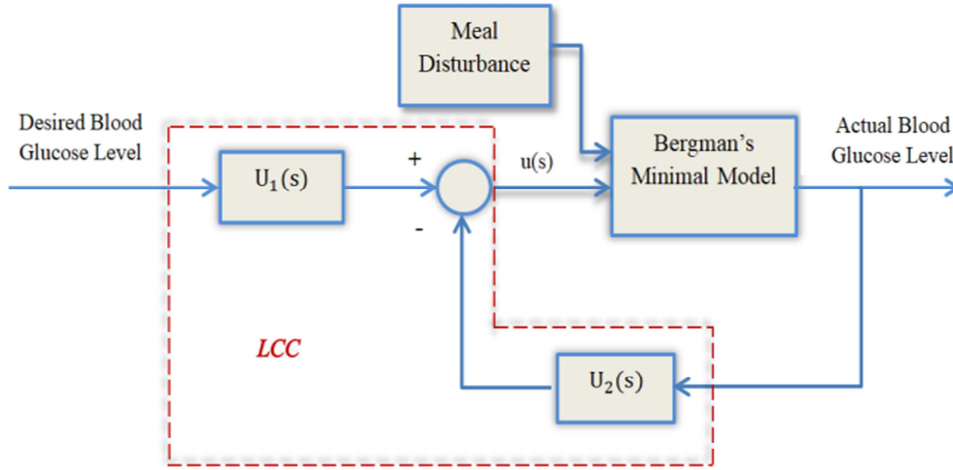 Meal
Disturbance
Desired Blood
Glucose Level
U₁(s)
+
-
u(s)
Bergman's
Minimal Model
Actual Blood
Glucose Level
LCC
U₂(s)